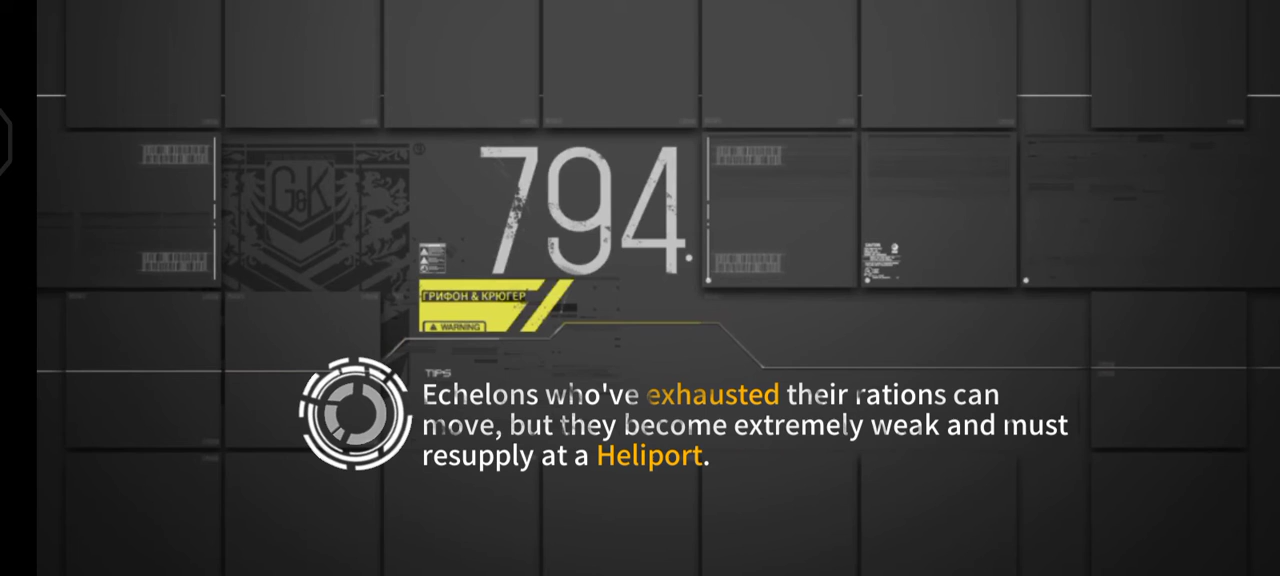 G&K
794.
ГРИФОН & КРЮГЕР
WARNING
TIPS
Echelons who've exhausted their rations can
move, but they become extremely weak and must
resupply at a Heliport.